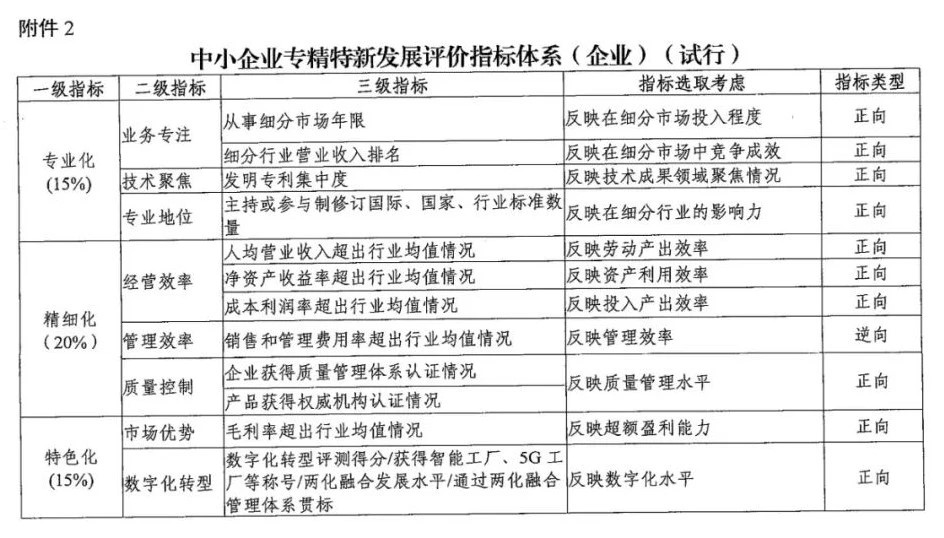 附件 2
中小企业专精特新发展评价指标体系（企业）（试行）
一级指标 二级指标 三级指标 指标选取考虑 指标类型
专业化
(15%)
业务专注 从事细分市场年限 反映在细分市场投入程度 正向
细分行业营业收入排名 反映在细分市场中竞争成效 正向
技术聚焦 发明专利集中度 反映技术成果领域聚焦情况 正向
专业地位 主持或参与制修订国际、国家、行业标准数
量 反映在细分行业的影响力 正向
精细化
（20%）
经营效率 人均营业收入超出行业均值情况 反映劳动产出效率 正向
净资产收益率超出行业均值情况 反映资产利用效率 正向
成本利润率超出行业均值情况 反映投入产出效率 正向
管理效率 销售和管理费用率超出行业均值情况 反映管理效率 逆向
质量控制 企业获得质量管理体系认证情况 反映质量管理水平 正向
产品获得权威机构认证情况
特色化
(15%)
市场优势 毛利率超出行业均值情况 反映超额盈利能力 正向
数字化转型 数字化转型评测得分/获得智能工厂、5G 工
厂等称号/两化融合发展水平/通过两化融合
管理体系贯标 反映数字化水平 正向